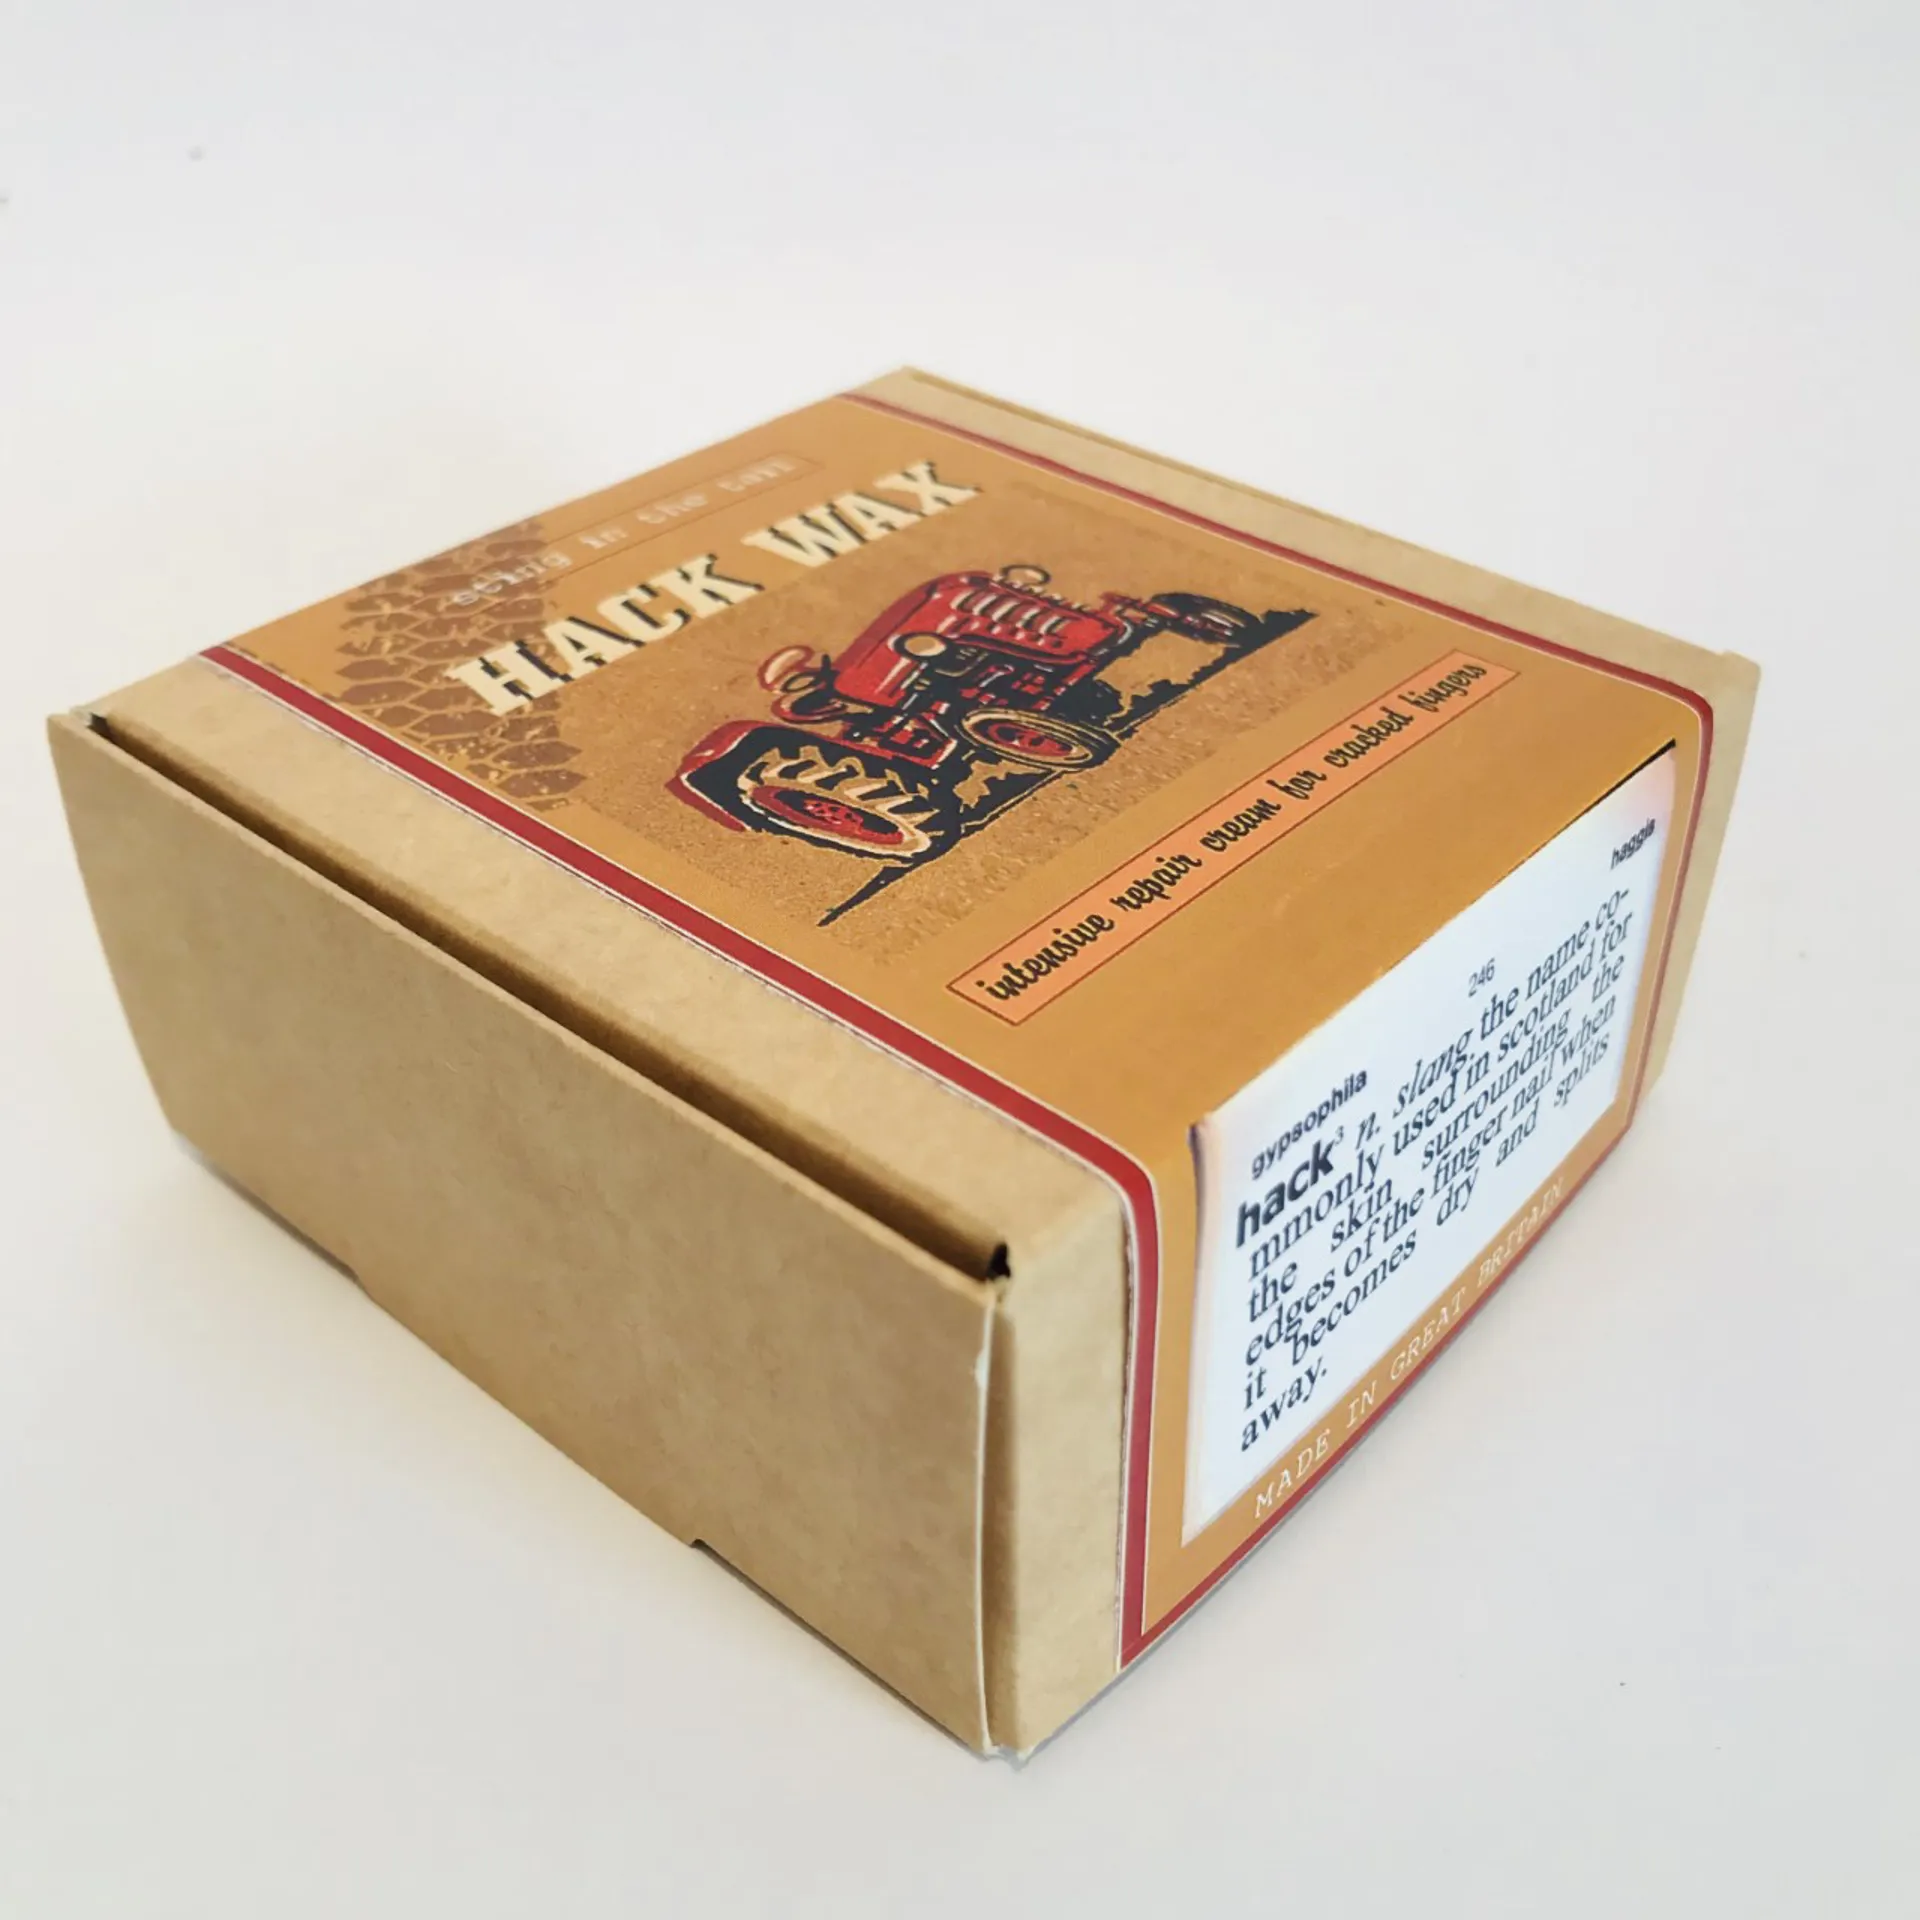 in the
HACK WAX
intensive repair cream for cracked fingers
gypsophila 246 haggis
hack³ n. slang. the name co-
mmonly used in scotland for
the skin surrounding the
edges of the finger nail when
it becomes dry and splits
away.
MADE IN GREAT BRITAIN